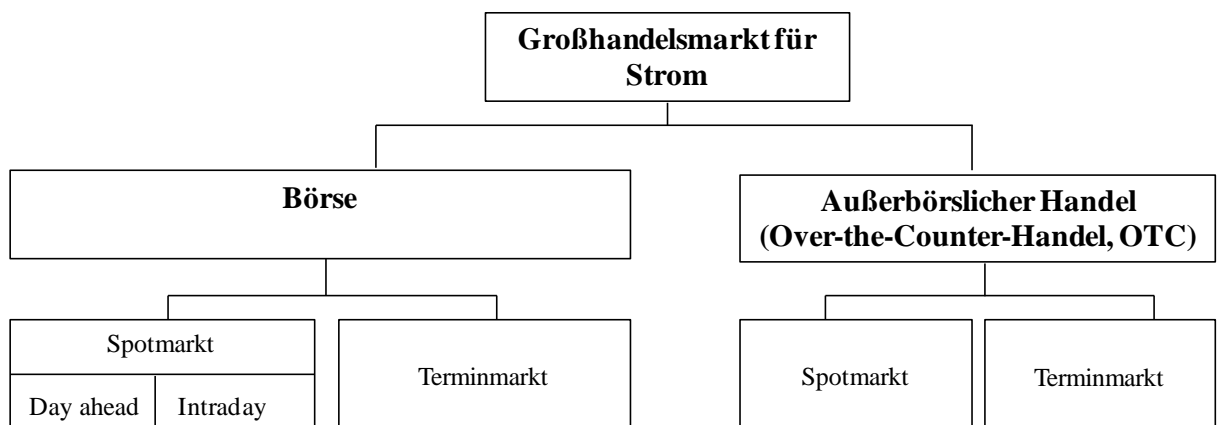 Großhandelsmarkt für
Strom
Börse
Außerbörslicher Handel
(Over-the-Counter-Handel, OTC)
Spotmarkt
Day ahead
Intraday
Terminmarkt
Spotmarkt
Terminmarkt